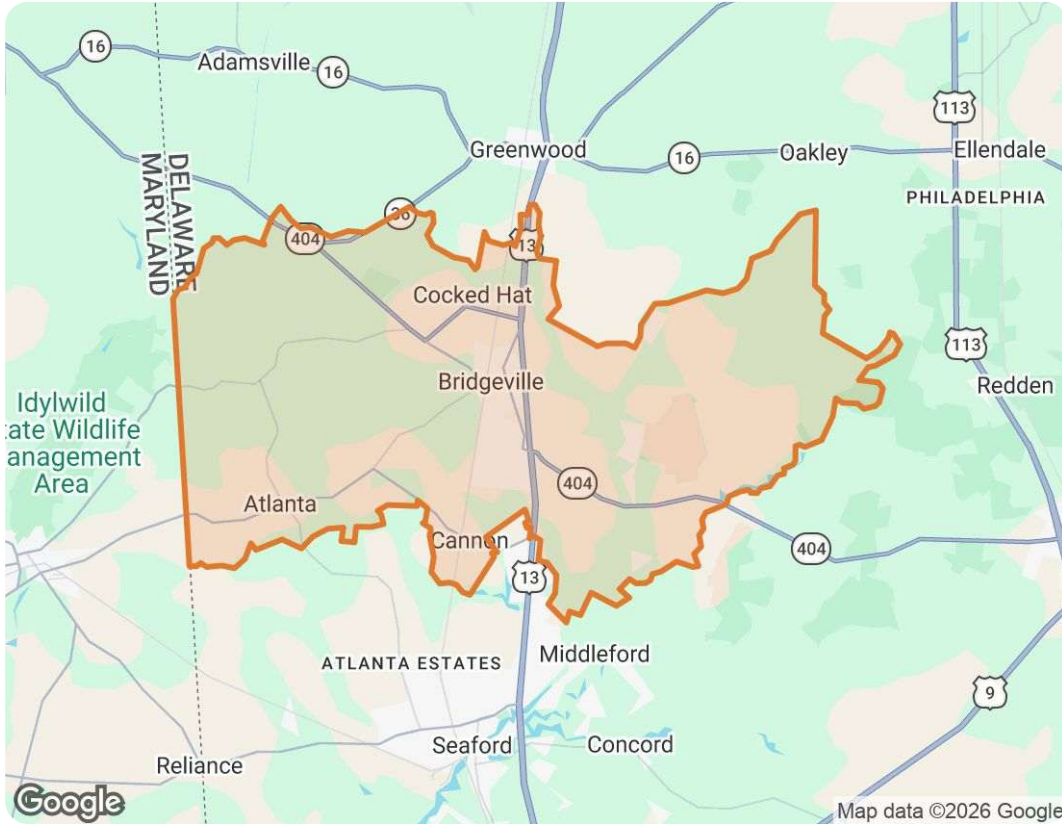 16
Adamsville
16
113
Greenwood
16
Oakley
Ellendale
DELAWARE
MARYLAND
PHILADELPHIA
36
404
13
Cocked Hat
113
Bridgeville
Redden
Idylwild
ate Wildlife
anagement
Area
404
Atlanta
Cannon
404
13
ATLANTA ESTATES
Middleford
9
Seaford
Concord
Reliance
Google
Map data ©2026 Google